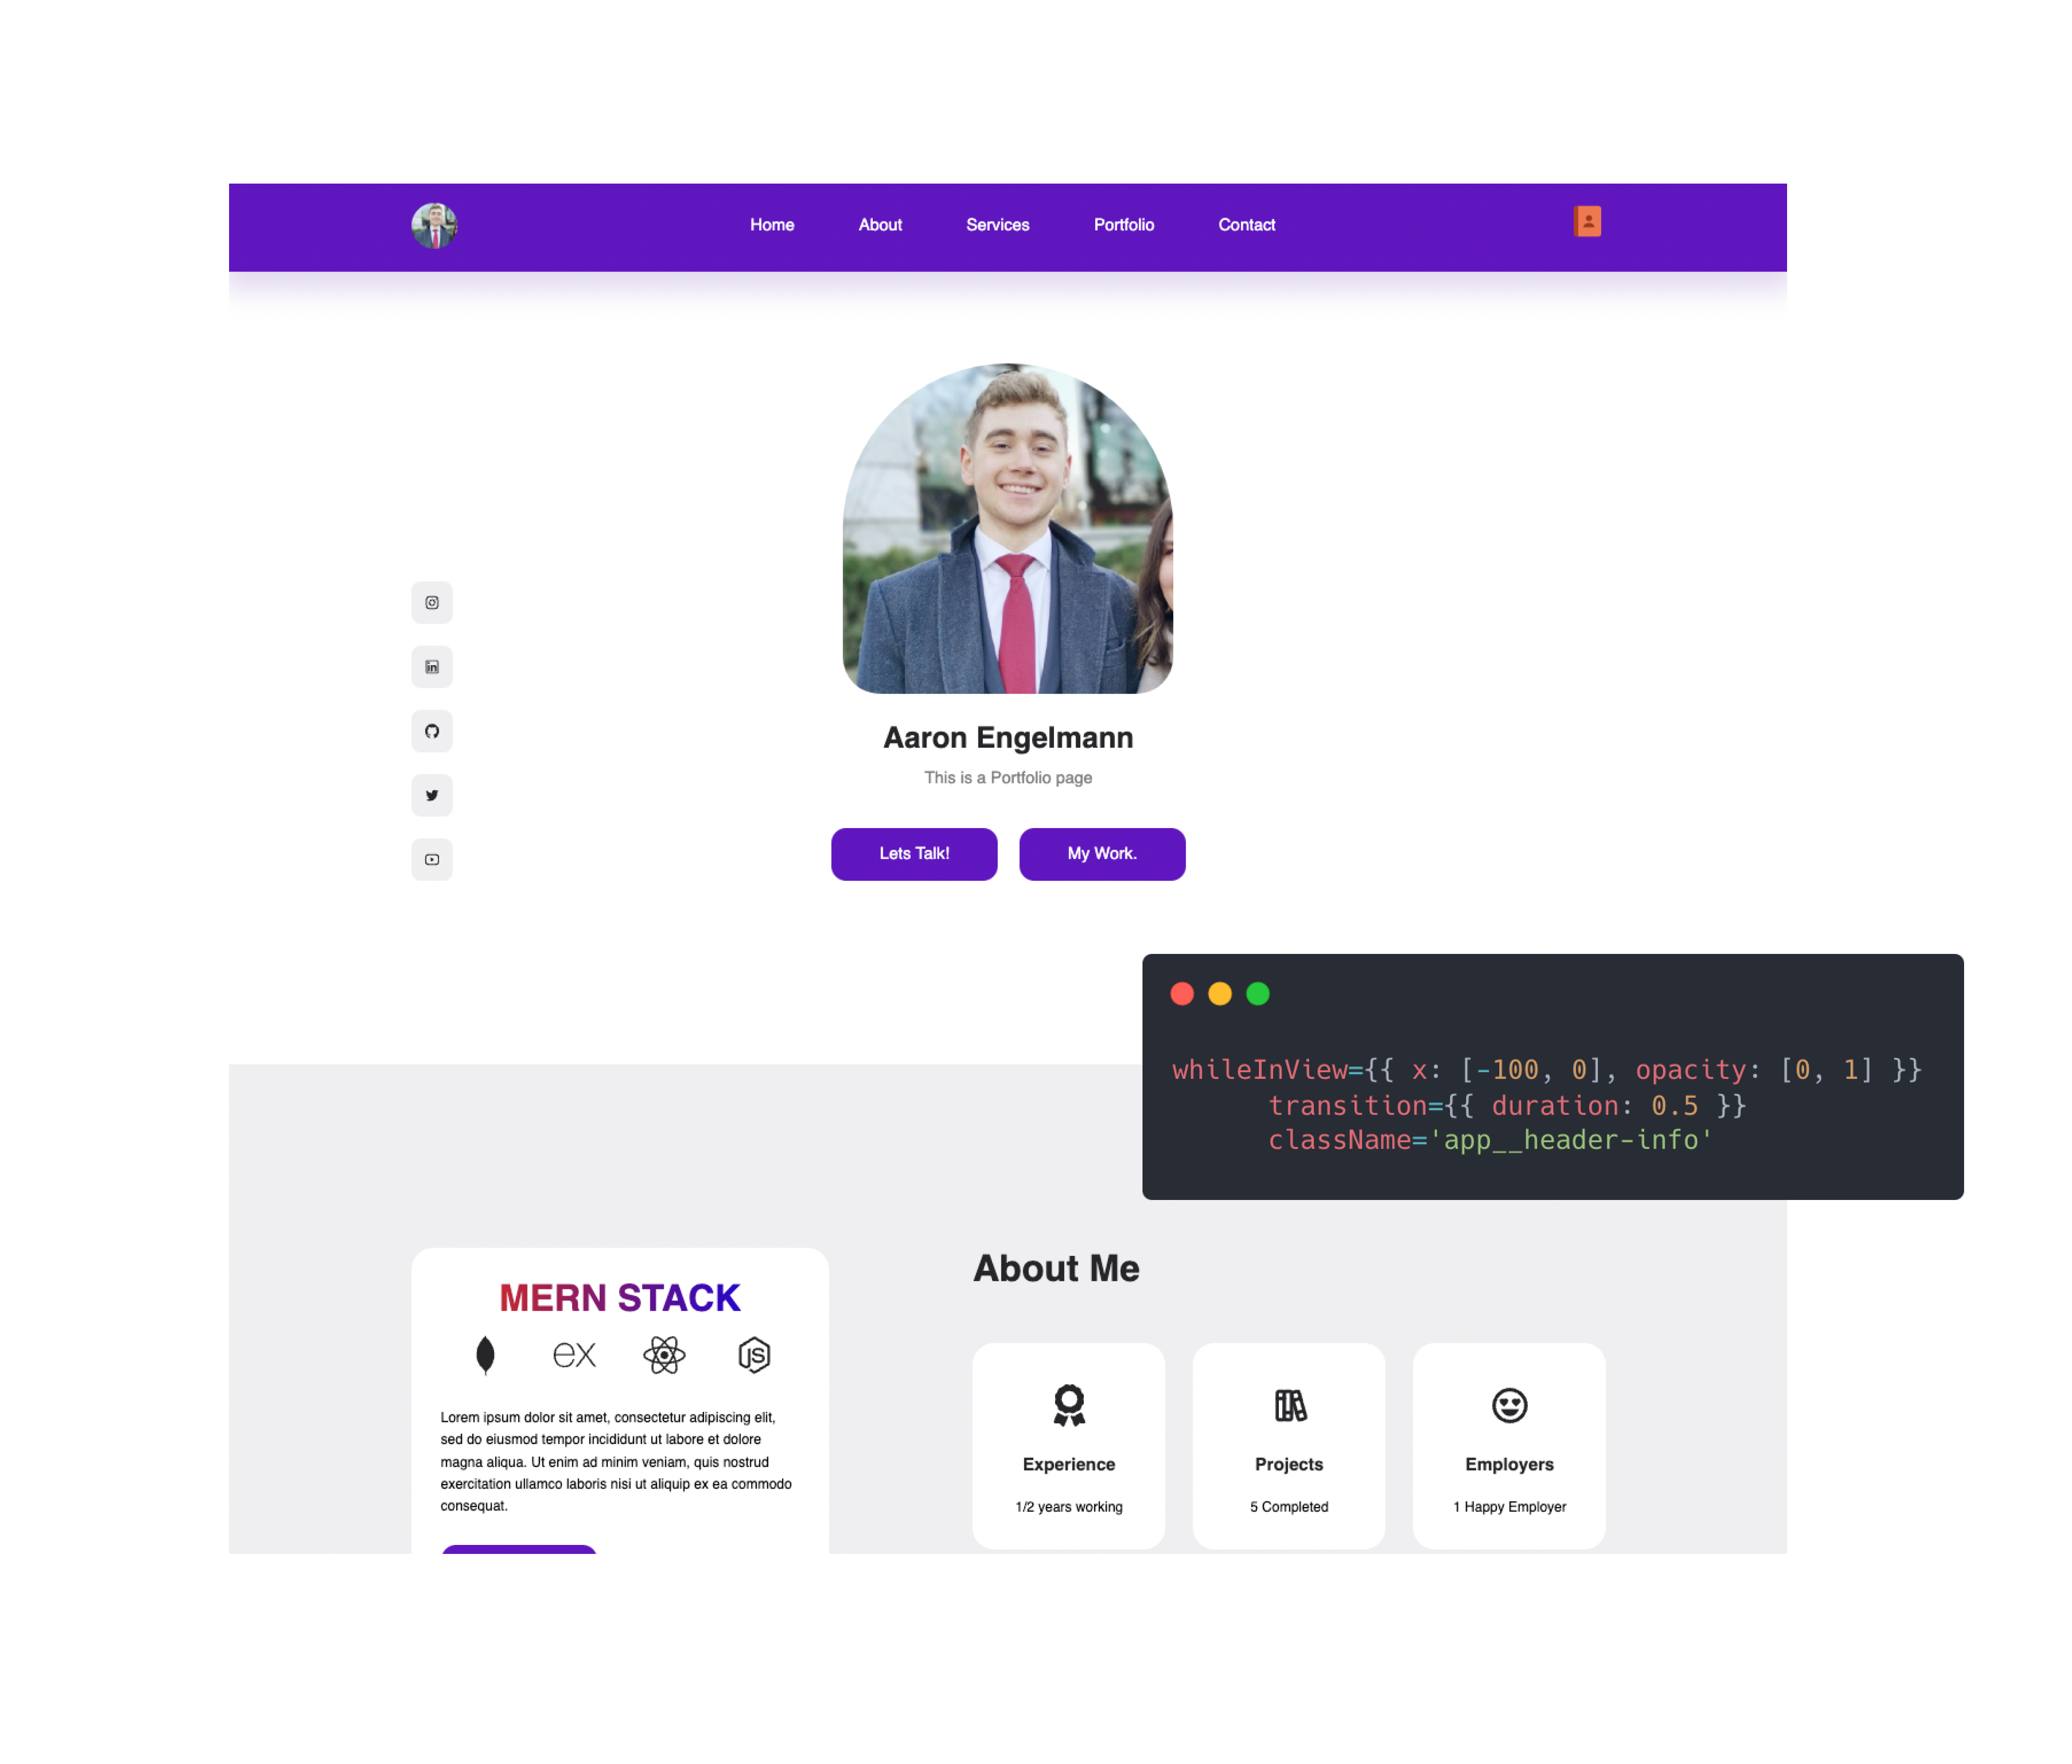 Home About Services Portfolio Contact
Aaron Engelmann
This is a Portfolio page
Lets Talk! My Work.
whileInView={{ x: [-100, 0], opacity: [0, 1] }}
transition={{ duration: 0.5 }}
className='app__header-info'
MERN STACK
ex
JS
Lorem ipsum dolor sit amet, consectetur adipiscing elit,
sed do eiusmod tempor incididunt ut labore et dolore
magna aliqua. Ut enim ad minim veniam, quis nostrud
exercitation ullamco laboris nisi ut aliquip ex ea commodo
consequat.
About Me
Experience
1/2 years working
Projects
5 Completed
Employers
1 Happy Employer